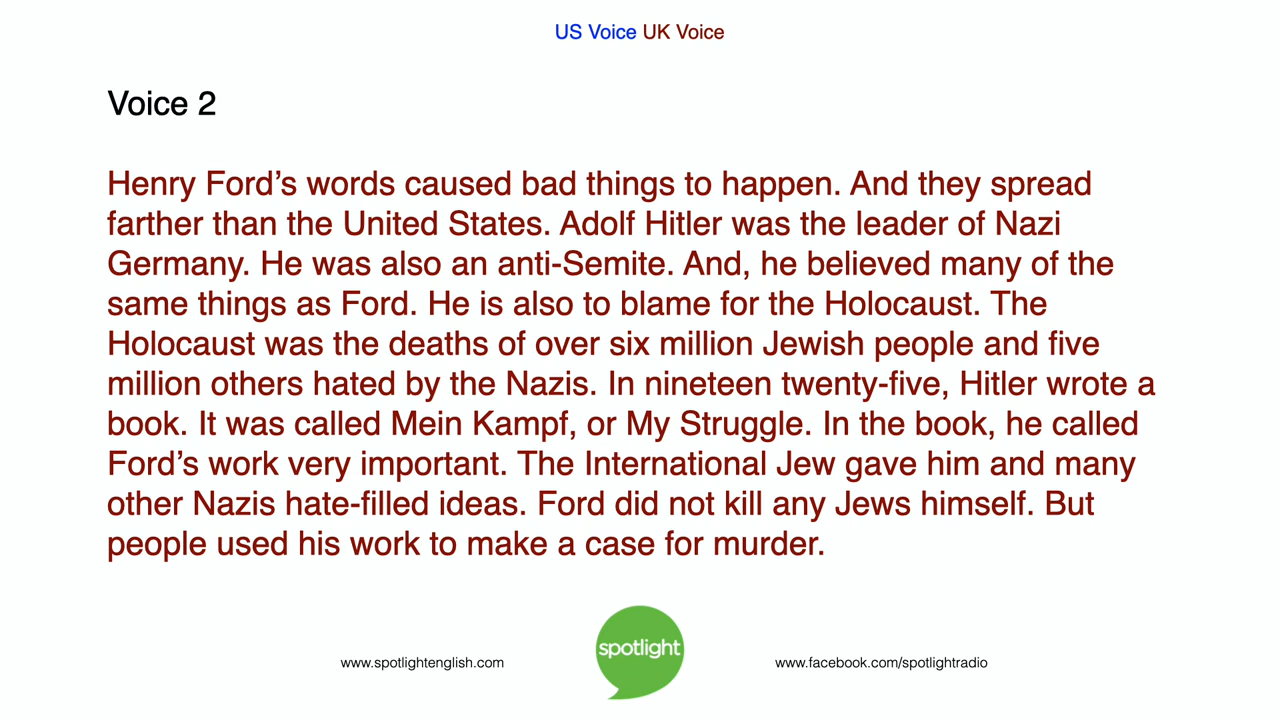 US Voice UK Voice
Voice 2
Henry Ford’s words caused bad things to happen. And they spread
farther than the United States. Adolf Hitler was the leader of Nazi
Germany. He was also an anti-Semite. And, he believed many of the
same things as Ford. He is also to blame for the Holocaust. The
Holocaust was the deaths of over six million Jewish people and five
million others hated by the Nazis. In nineteen twenty-five, Hitler wrote a
book. It was called Mein Kampf, or My Struggle. In the book, he called
Ford’s work very important. The International Jew gave him and many
other Nazis hate-filled ideas. Ford did not kill any Jews himself. But
people used his work to make a case for murder.
spotlight
www.spotlightenglish.com
www.facebook.com/spotlightradio